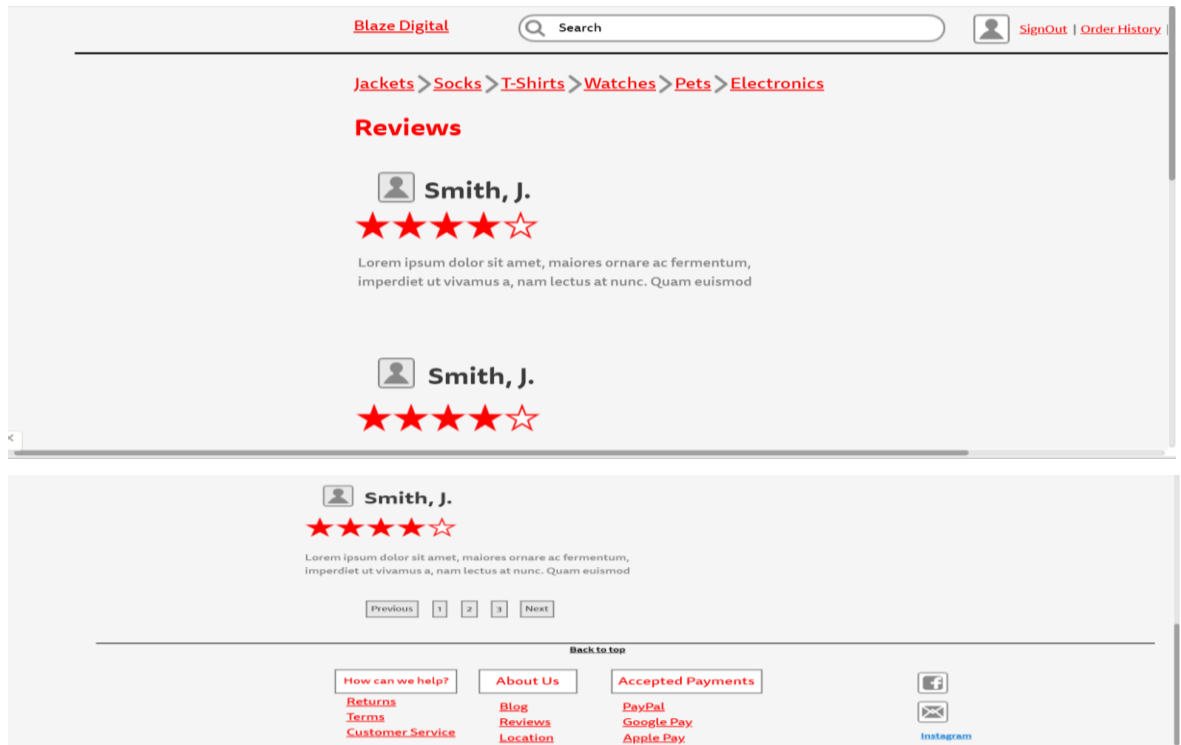 Blaze Digital Search SignOut | Order History |
Jackets > Socks > T-Shirts > Watches > Pets > Electronics
Reviews
Smith, J.
Lorem ipsum dolor sit amet, maiores ornare ac fermentum,
imperdiet ut vivamus a, nam lectus at nunc. Quam euismod
Smith, J.
Smith, J.
Lorem ipsum dolor sit amet, maiores ornare ac fermentum,
imperdiet ut vivamus a, nam lectus at nunc. Quam euismod
Previous 1 2 3 Next
Back to top
How can we help? About Us Accepted Payments
Returns Blog PayPal
Terms Reviews Google Pay
Customer Service Location Apple Pay Instagram